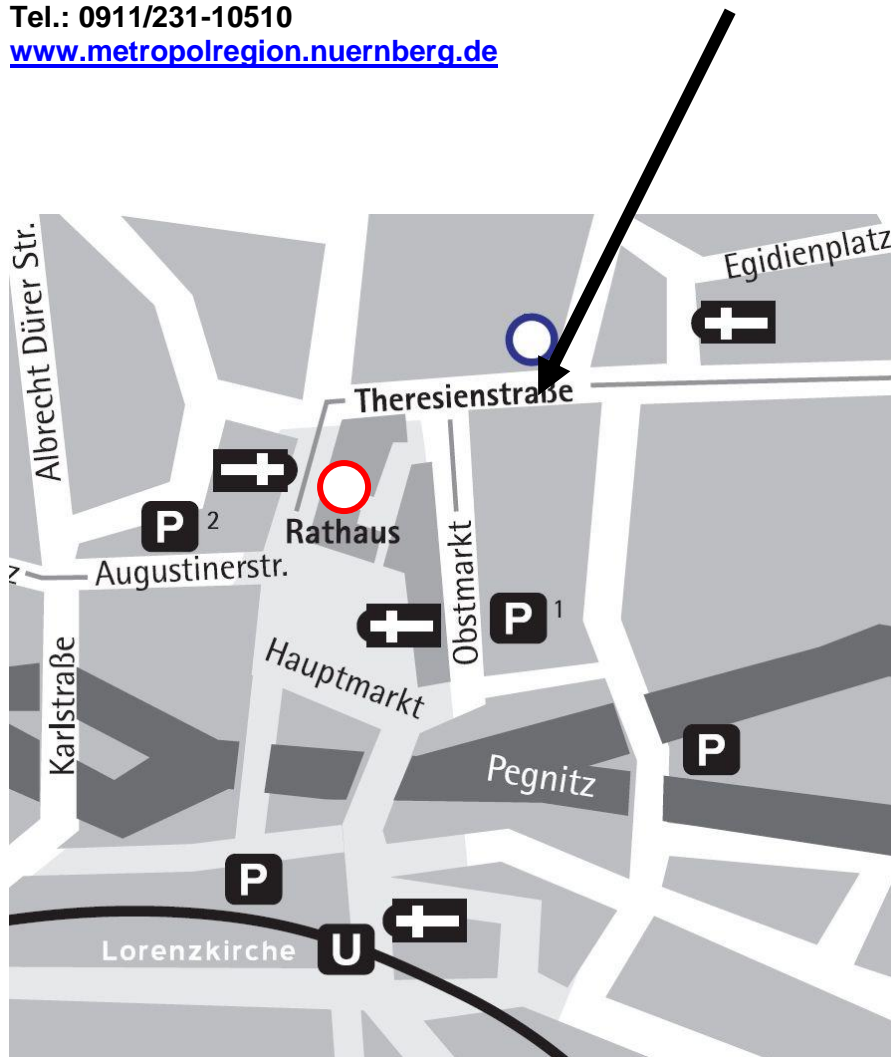 Tel.: 0911/231-10510
www.metropolregion.nuernberg.de
Albrecht Dürer Str.
Egidienplatz
Theresienstraße
P 2
Rathaus
Augustinerstr.
Obstmarkt
P 1
Karlstraße
Hauptmarkt
P
Pegnitz
P
Lorenzkirche
U